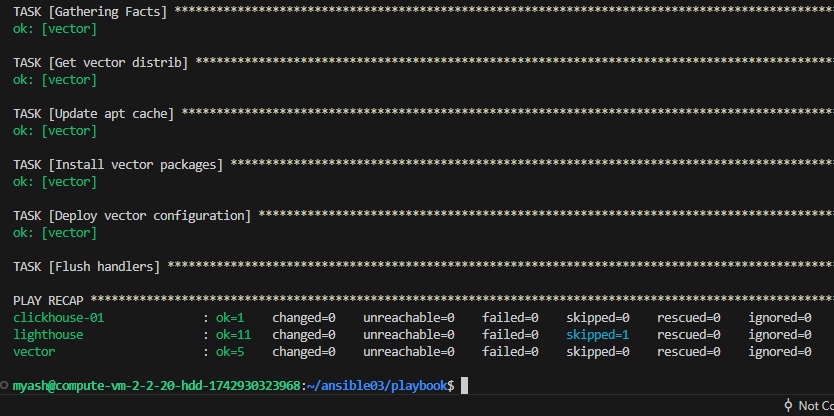 TASK [Gathering Facts] ******************************************************************************************
ok: [vector]
TASK [Get vector distrib] ***************************************************************************************
ok: [vector]
TASK [Update apt cache] *****************************************************************************************
ok: [vector]
TASK [Install vector packages] **********************************************************************************
ok: [vector]
TASK [Deploy vector configuration] ******************************************************************************
ok: [vector]
TASK [Flush handlers] *******************************************************************************************
PLAY RECAP ******************************************************************************************************
clickhouse-01 : ok=1 changed=0 unreachable=0 failed=0 skipped=0 rescued=0 ignored=0
lighthouse : ok=11 changed=0 unreachable=0 failed=0 skipped=1 rescued=0 ignored=0
vector : ok=5 changed=0 unreachable=0 failed=0 skipped=0 rescued=0 ignored=0
myash@compute-vm-2-2-20-hdd-1742930323968:~/ansible03/playbook$
Not